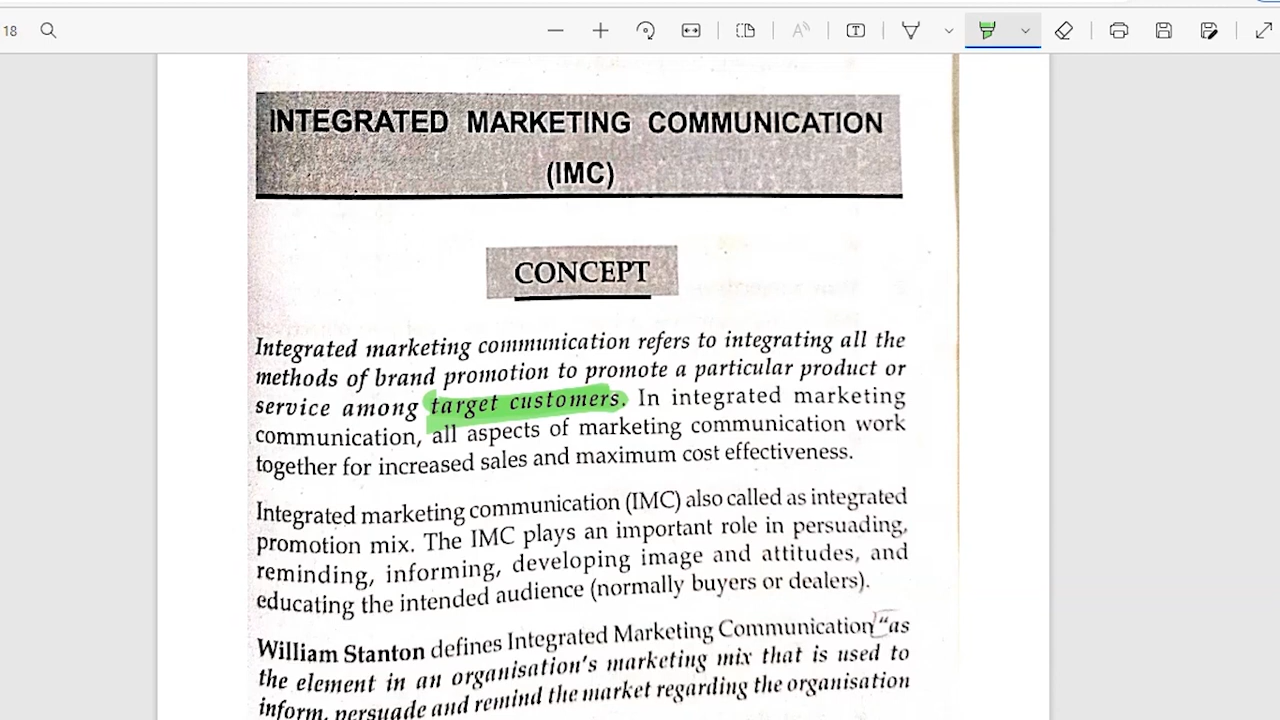 18
INTEGRATED MARKETING COMMUNICATION
(IMC)
CONCEPT
Integrated marketing communication refers to integrating all the
methods of brand promotion to promote a particular product or
service among target customers. In integrated marketing
communication, all aspects of marketing communication work
together for increased sales and maximum cost effectiveness.
Integrated marketing communication (IMC) also called as integrated
promotion mix. The IMC plays an important role in persuading,
reminding, informing, developing image and attitudes, and
educating the intended audience (normally buyers or dealers).
William Stanton defines Integrated Marketing Communication “as
the element in an organisation's marketing mix that is used to
inform, persuade and remind the market regarding the organisation